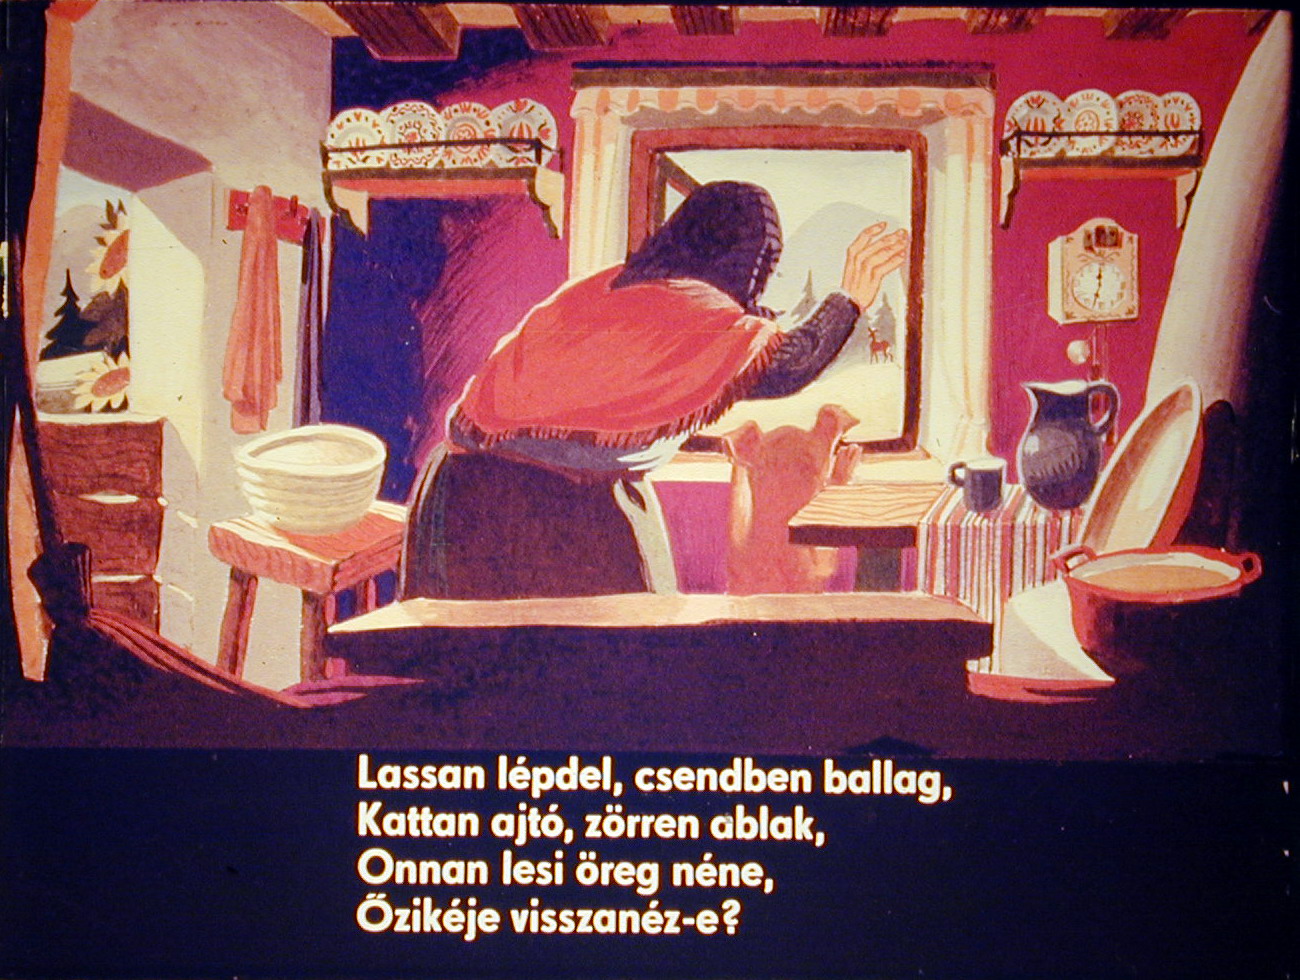 Lassan lépdel, csendben ballag,
Kattan ajtó, zörren ablak,
Onnan lesi öreg néne,
Őzikéje visszanéz-e?